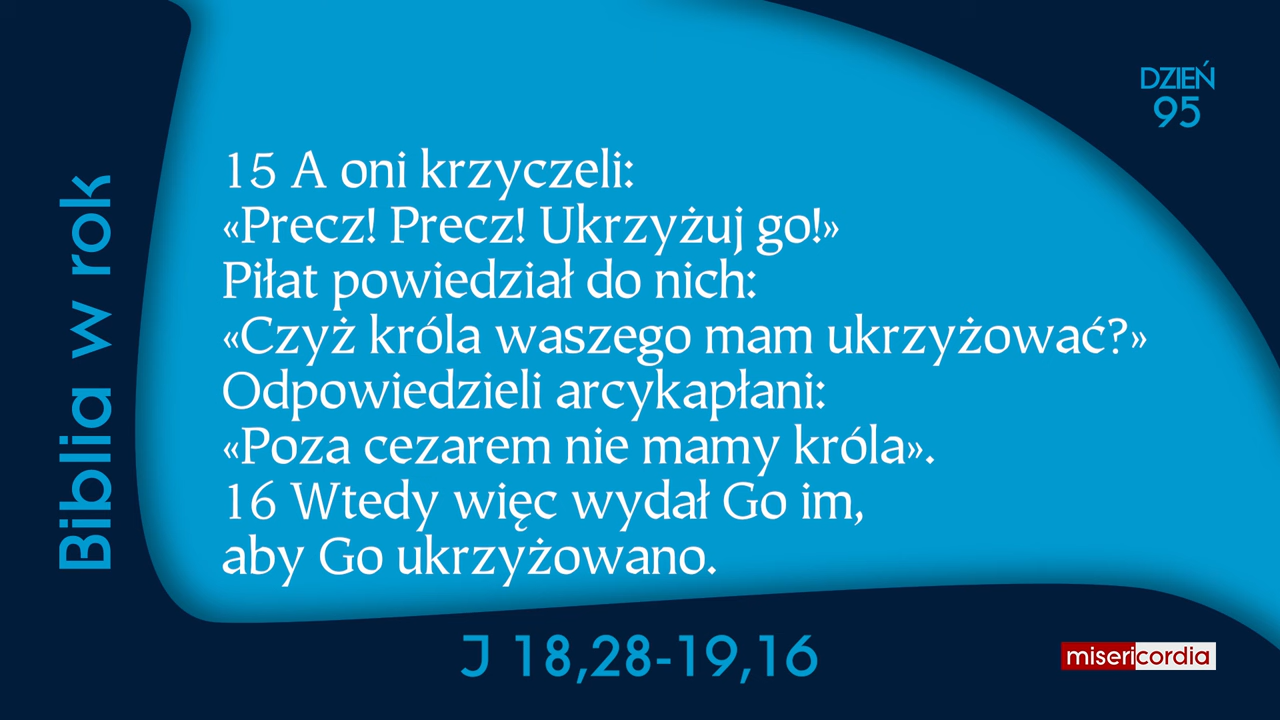 DZIEŃ
95
Biblia w rok
15 A oni krzyczeli:
«Precz! Precz! Ukrzyżuj go!»
Piłat powiedział do nich:
«Czyż króla waszego mam ukrzyżować?»
Odpowiedzieli arcykapłani:
«Poza cezarem nie mamy króla».
16 Wtedy więc wydał Go im,
aby Go ukrzyżowano.
J 18,28-19,16
misericordia